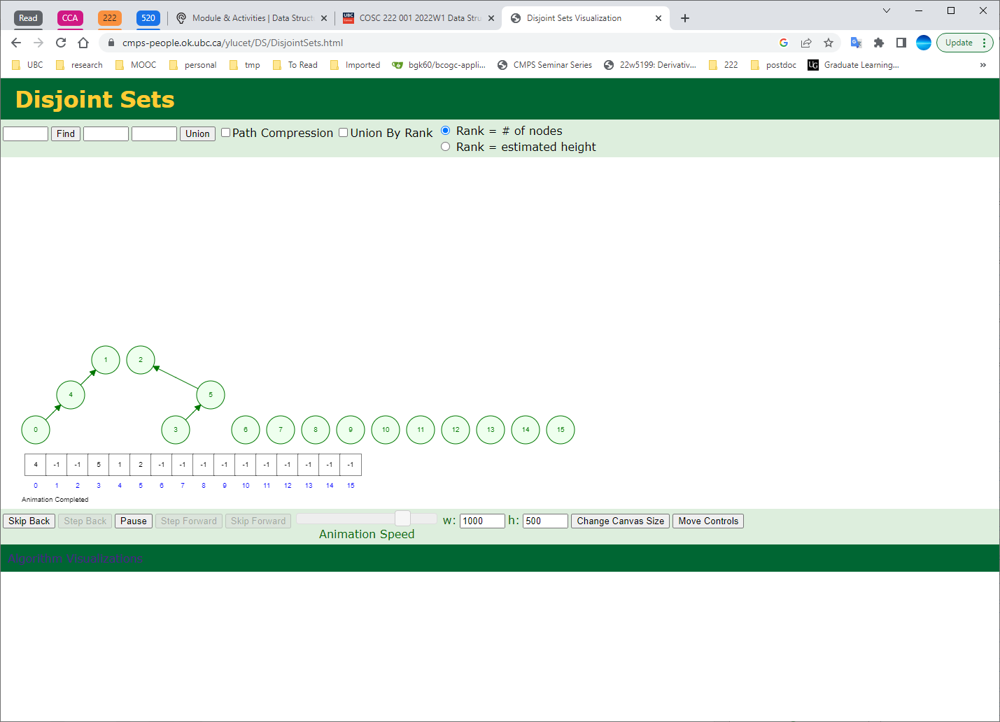 Read CCA 222 520 Module & Activities | Data Struct COSC 222 001 2022W1 Data Stru Disjoint Sets Visualization
cmps-people.ok.ubc.ca/ylucet/DS/DisjointSets.html Update
UBC research MOOC personal tmp To Read Imported bgk60/bcogc-appli... CMPS Seminar Series 22w5199: Derivativ... 222 postdoc UG Graduate Learning... »
Disjoint Sets
Find Union Path Compression Union By Rank Rank = # of nodes
Rank = estimated height
1 2
4 5
0 3 6 7 8 9 10 11 12 13 14 15
4 -1 -1 5 1 2 -1 -1 -1 -1 -1 -1 -1 -1 -1 -1
0 1 2 3 4 5 6 7 8 9 10 11 12 13 14 15
Animation Completed
Skip Back Step Back Pause Step Forward Skip Forward w: 1000 h: 500 Change Canvas Size Move Controls
Animation Speed
Algorithm Visualizations